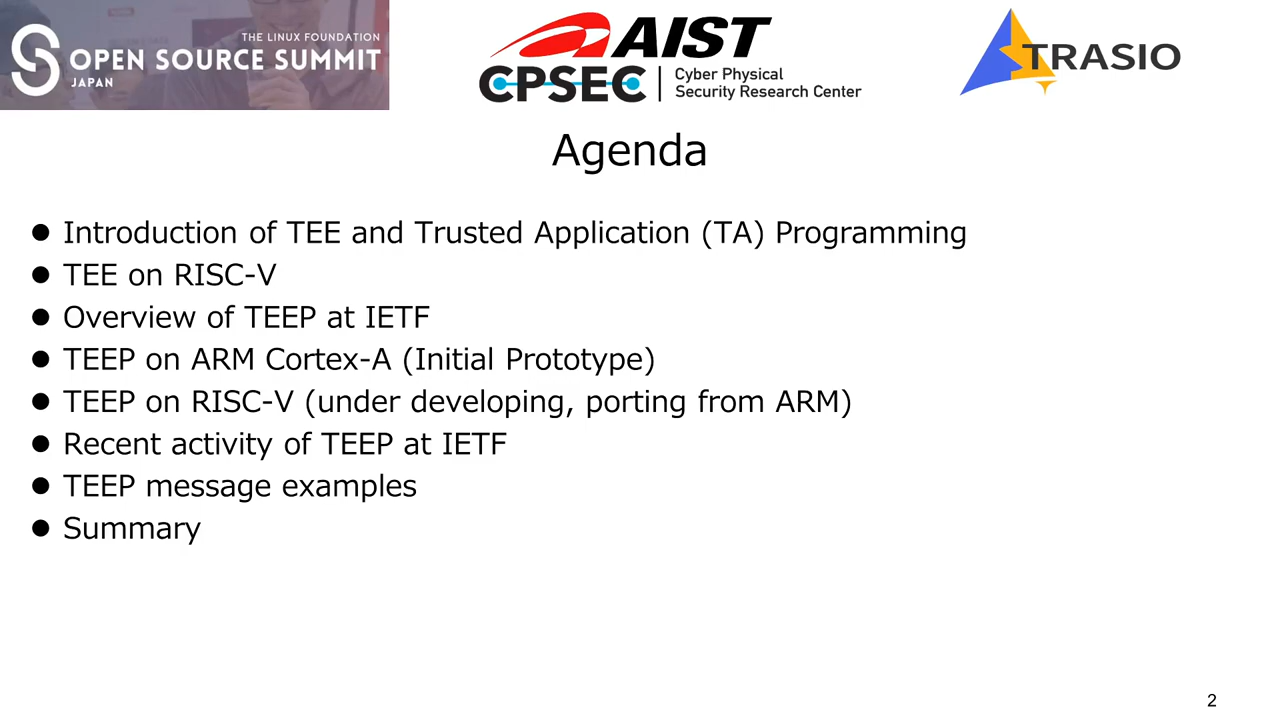 THE LINUX FOUNDATION
OPEN SOURCE SUMMIT
JAPAN
AIST
CPSEC
Cyber Physical
Security Research Center
TRASIO
Agenda
● Introduction of TEE and Trusted Application (TA) Programming
● TEE on RISC-V
● Overview of TEEP at IETF
● TEEP on ARM Cortex-A (Initial Prototype)
● TEEP on RISC-V (under developing, porting from ARM)
● Recent activity of TEEP at IETF
● TEEP message examples
● Summary
2